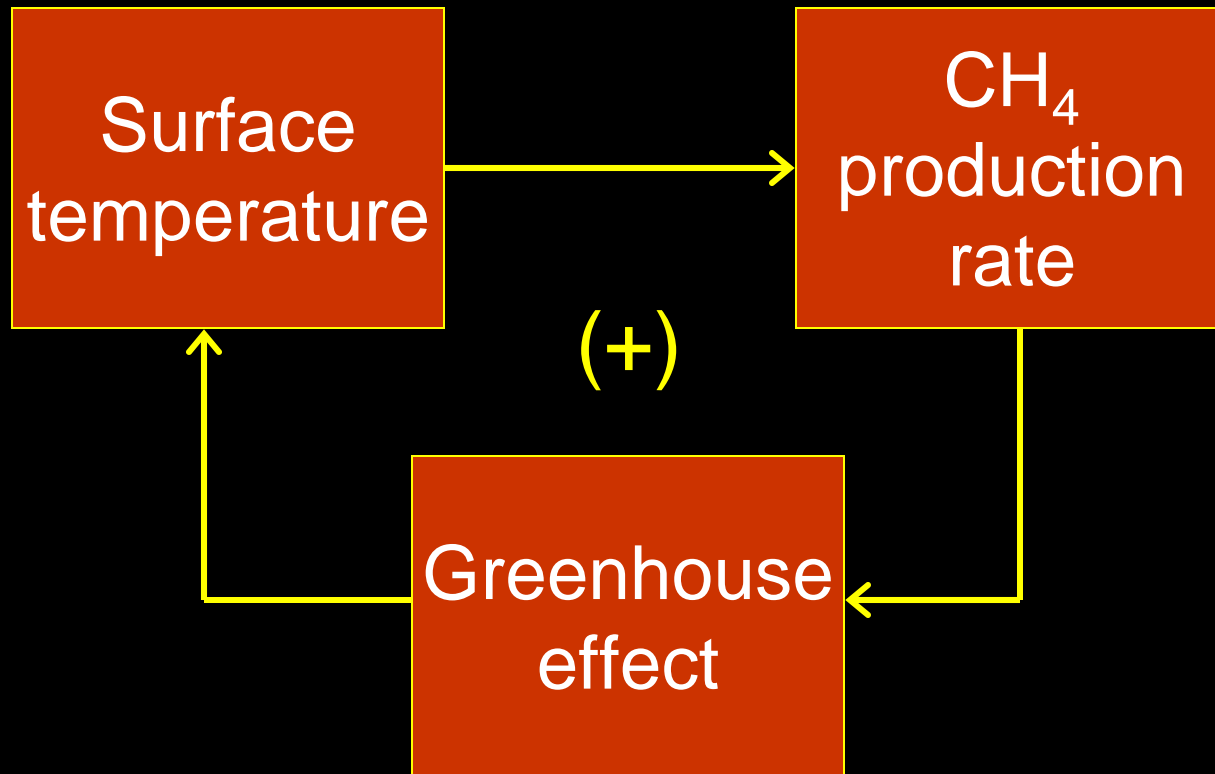 Surface
temperature
CH₄
production
rate
(+)
Greenhouse
effect